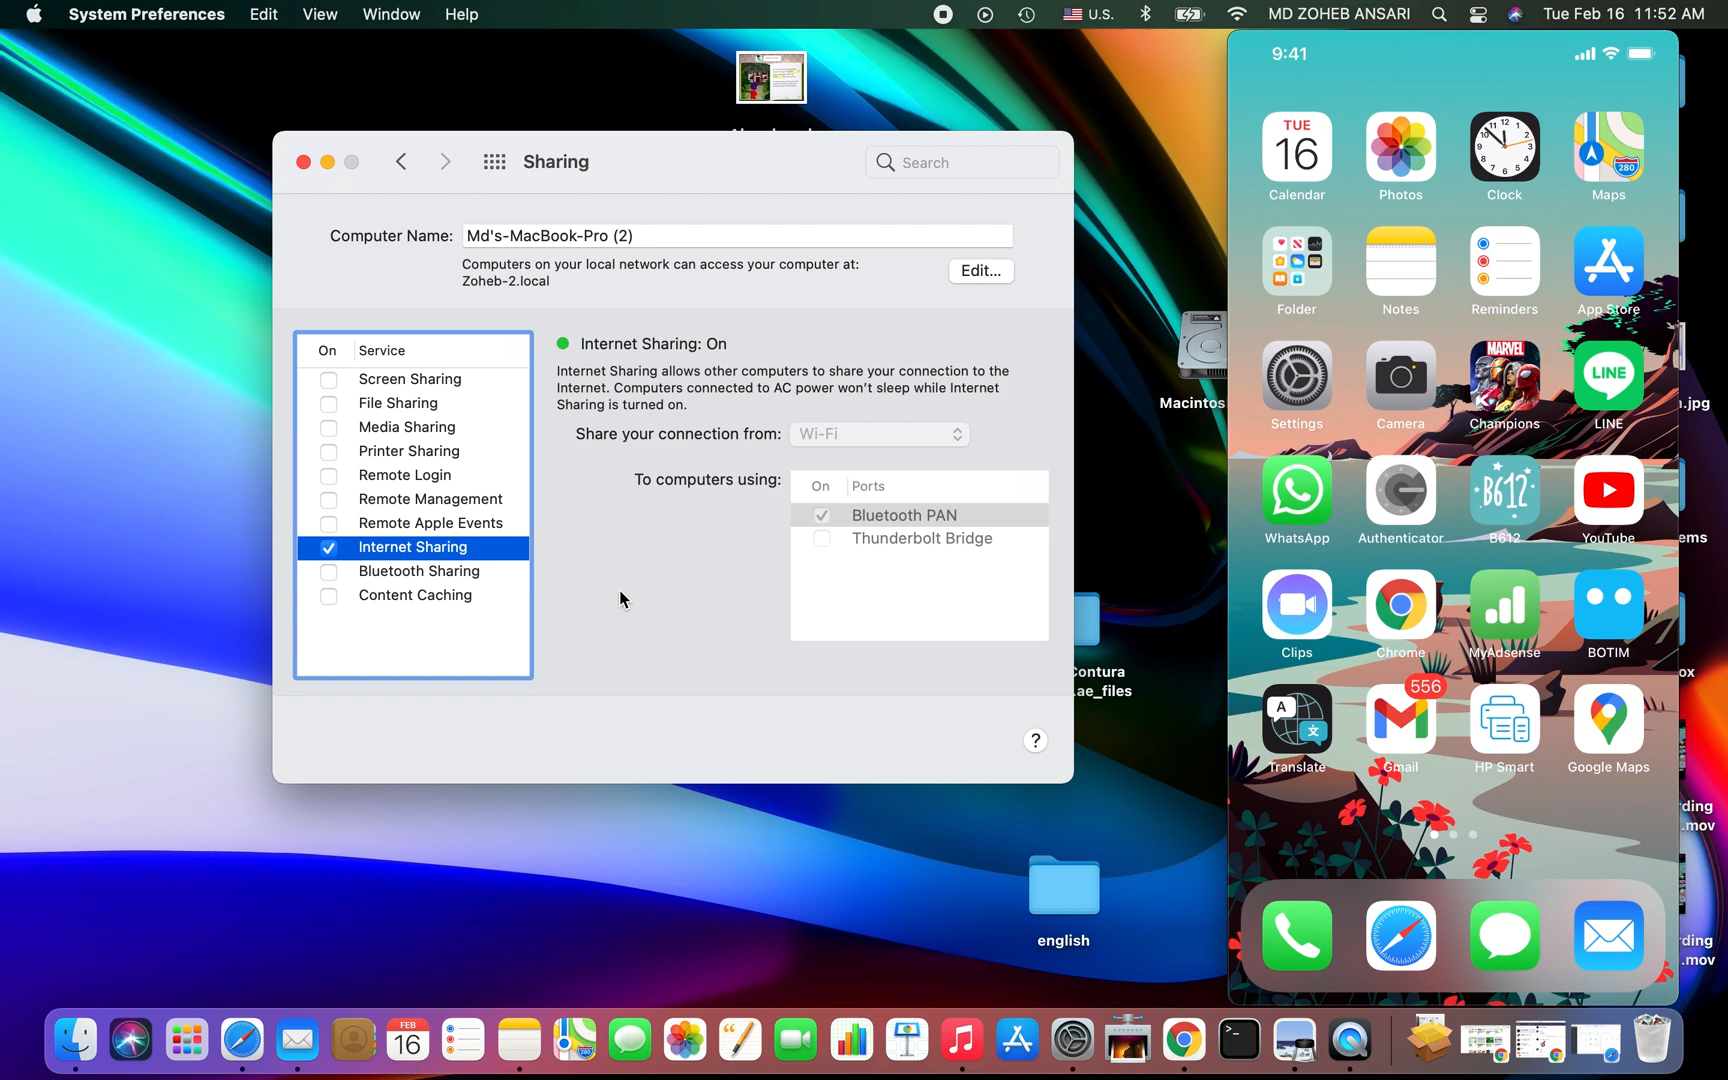 System Preferences Edit View Window Help
U.S. MD ZOHEB ANSARI Tue Feb 16 11:52 AM
Sharing
Search
Computer Name: Md's-MacBook-Pro (2)
Computers on your local network can access your computer at:
Zoheb-2.local
Edit...
On Service
Screen Sharing
File Sharing
Media Sharing
Printer Sharing
Remote Login
Remote Management
Remote Apple Events
Internet Sharing
Bluetooth Sharing
Content Caching
Internet Sharing: On
Internet Sharing allows other computers to share your connection to the
Internet. Computers connected to AC power won't sleep while Internet
Sharing is turned on.
Share your connection from: Wi-Fi
To computers using:
On Ports
Bluetooth PAN
Thunderbolt Bridge
?
Macintos
Contura
.ae_files
english
9:41
TUE
16
12
280
Calendar Photos Clock Maps
Folder Notes Reminders App Store
MARVEL
LINE
Settings Camera Champions LINE
B612
WhatsApp Authenticator B612 YouTube
Clips Chrome MyAdsense BOTIM
A
文
556
Translate Gmail HP Smart Google Maps
.jpg
ems
ox
ding
.mov
ding
.mov
FEB
16
280
>_